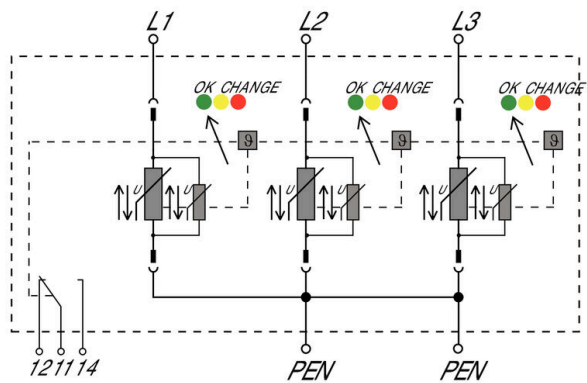 L1 L2 L3
OK CHANGE OK CHANGE OK CHANGE
ϑ ϑ ϑ
U U U U U U
12 11 14 PEN PEN